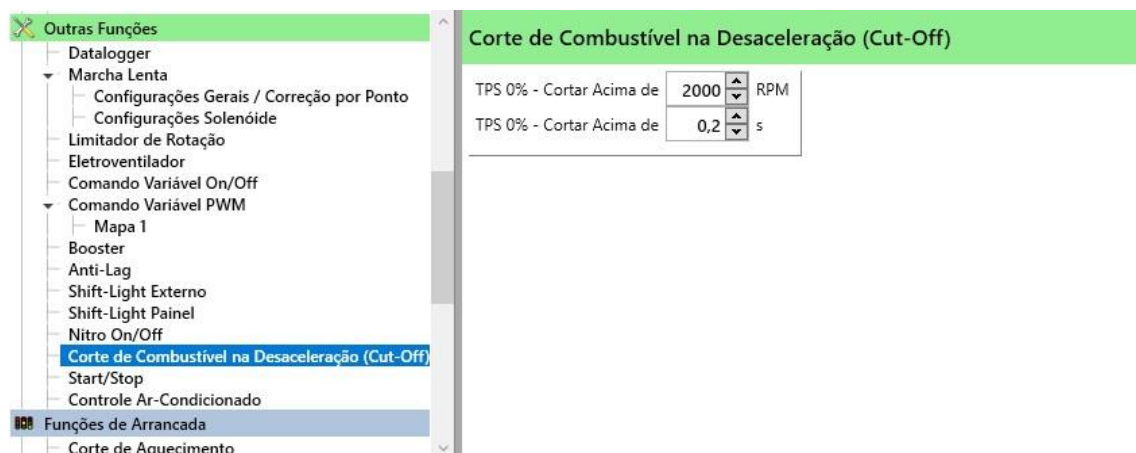 Outras Funções
Datalogger
Marcha Lenta
Configurações Gerais / Correção por Ponto
Configurações Solenóide
Limitador de Rotação
Eletroventilador
Comando Variável On/Off
Comando Variável PWM
Mapa 1
Booster
Anti-Lag
Shift-Light Externo
Shift-Light Painel
Nitro On/Off
Corte de Combustível na Desaceleração (Cut-Off)
Start/Stop
Controle Ar-Condicionado
Funções de Arrancada
Corte de Aquecimento
Corte de Combustível na Desaceleração (Cut-Off)
TPS 0% - Cortar Acima de 2000 RPM
TPS 0% - Cortar Acima de 0,2 s